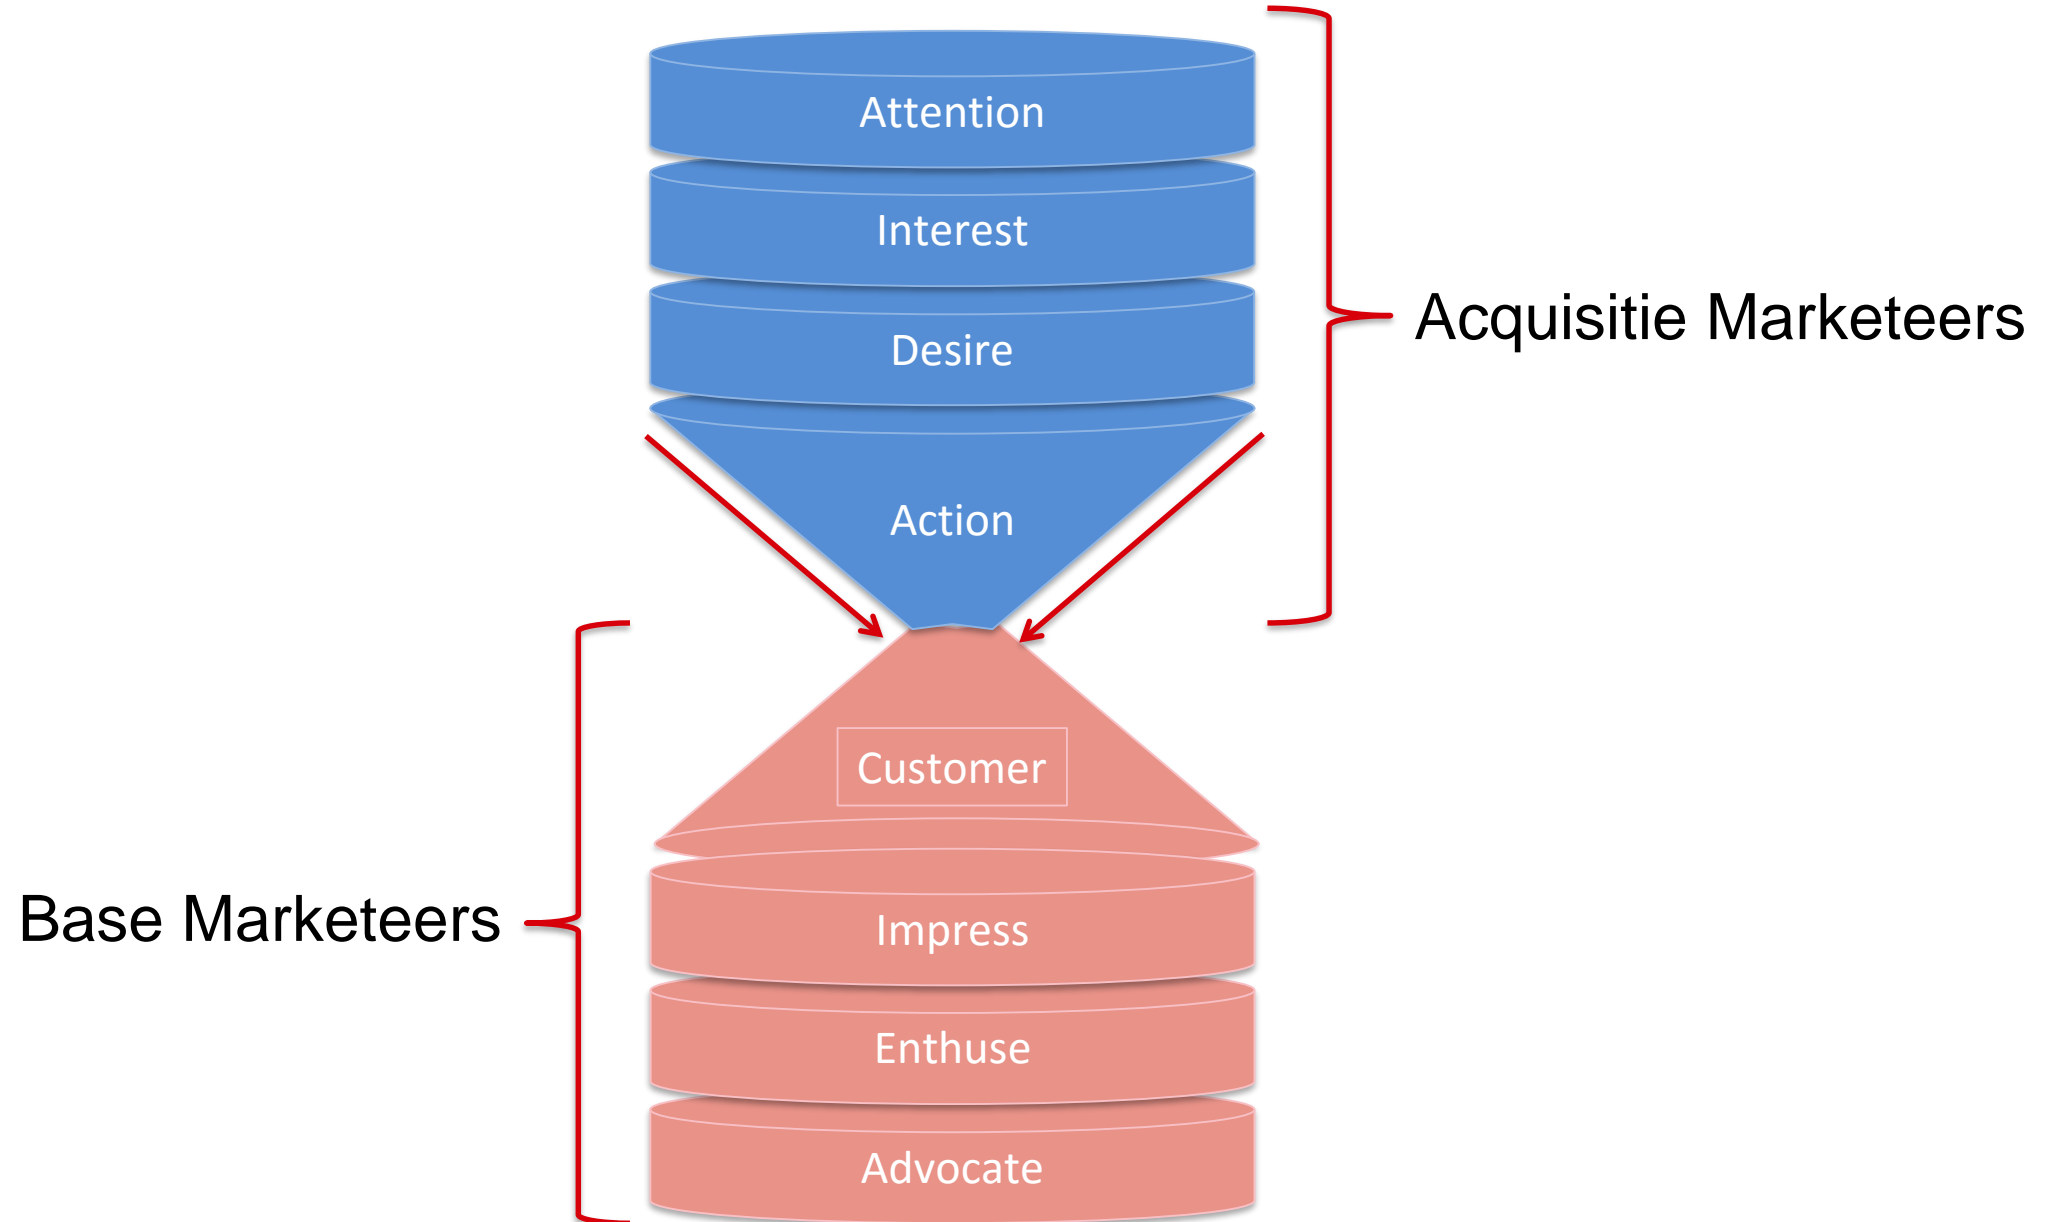 Attention
Interest
Desire
Acquisitie Marketeers
Action
Customer
Base Marketeers
Impress
Enthuse
Advocate